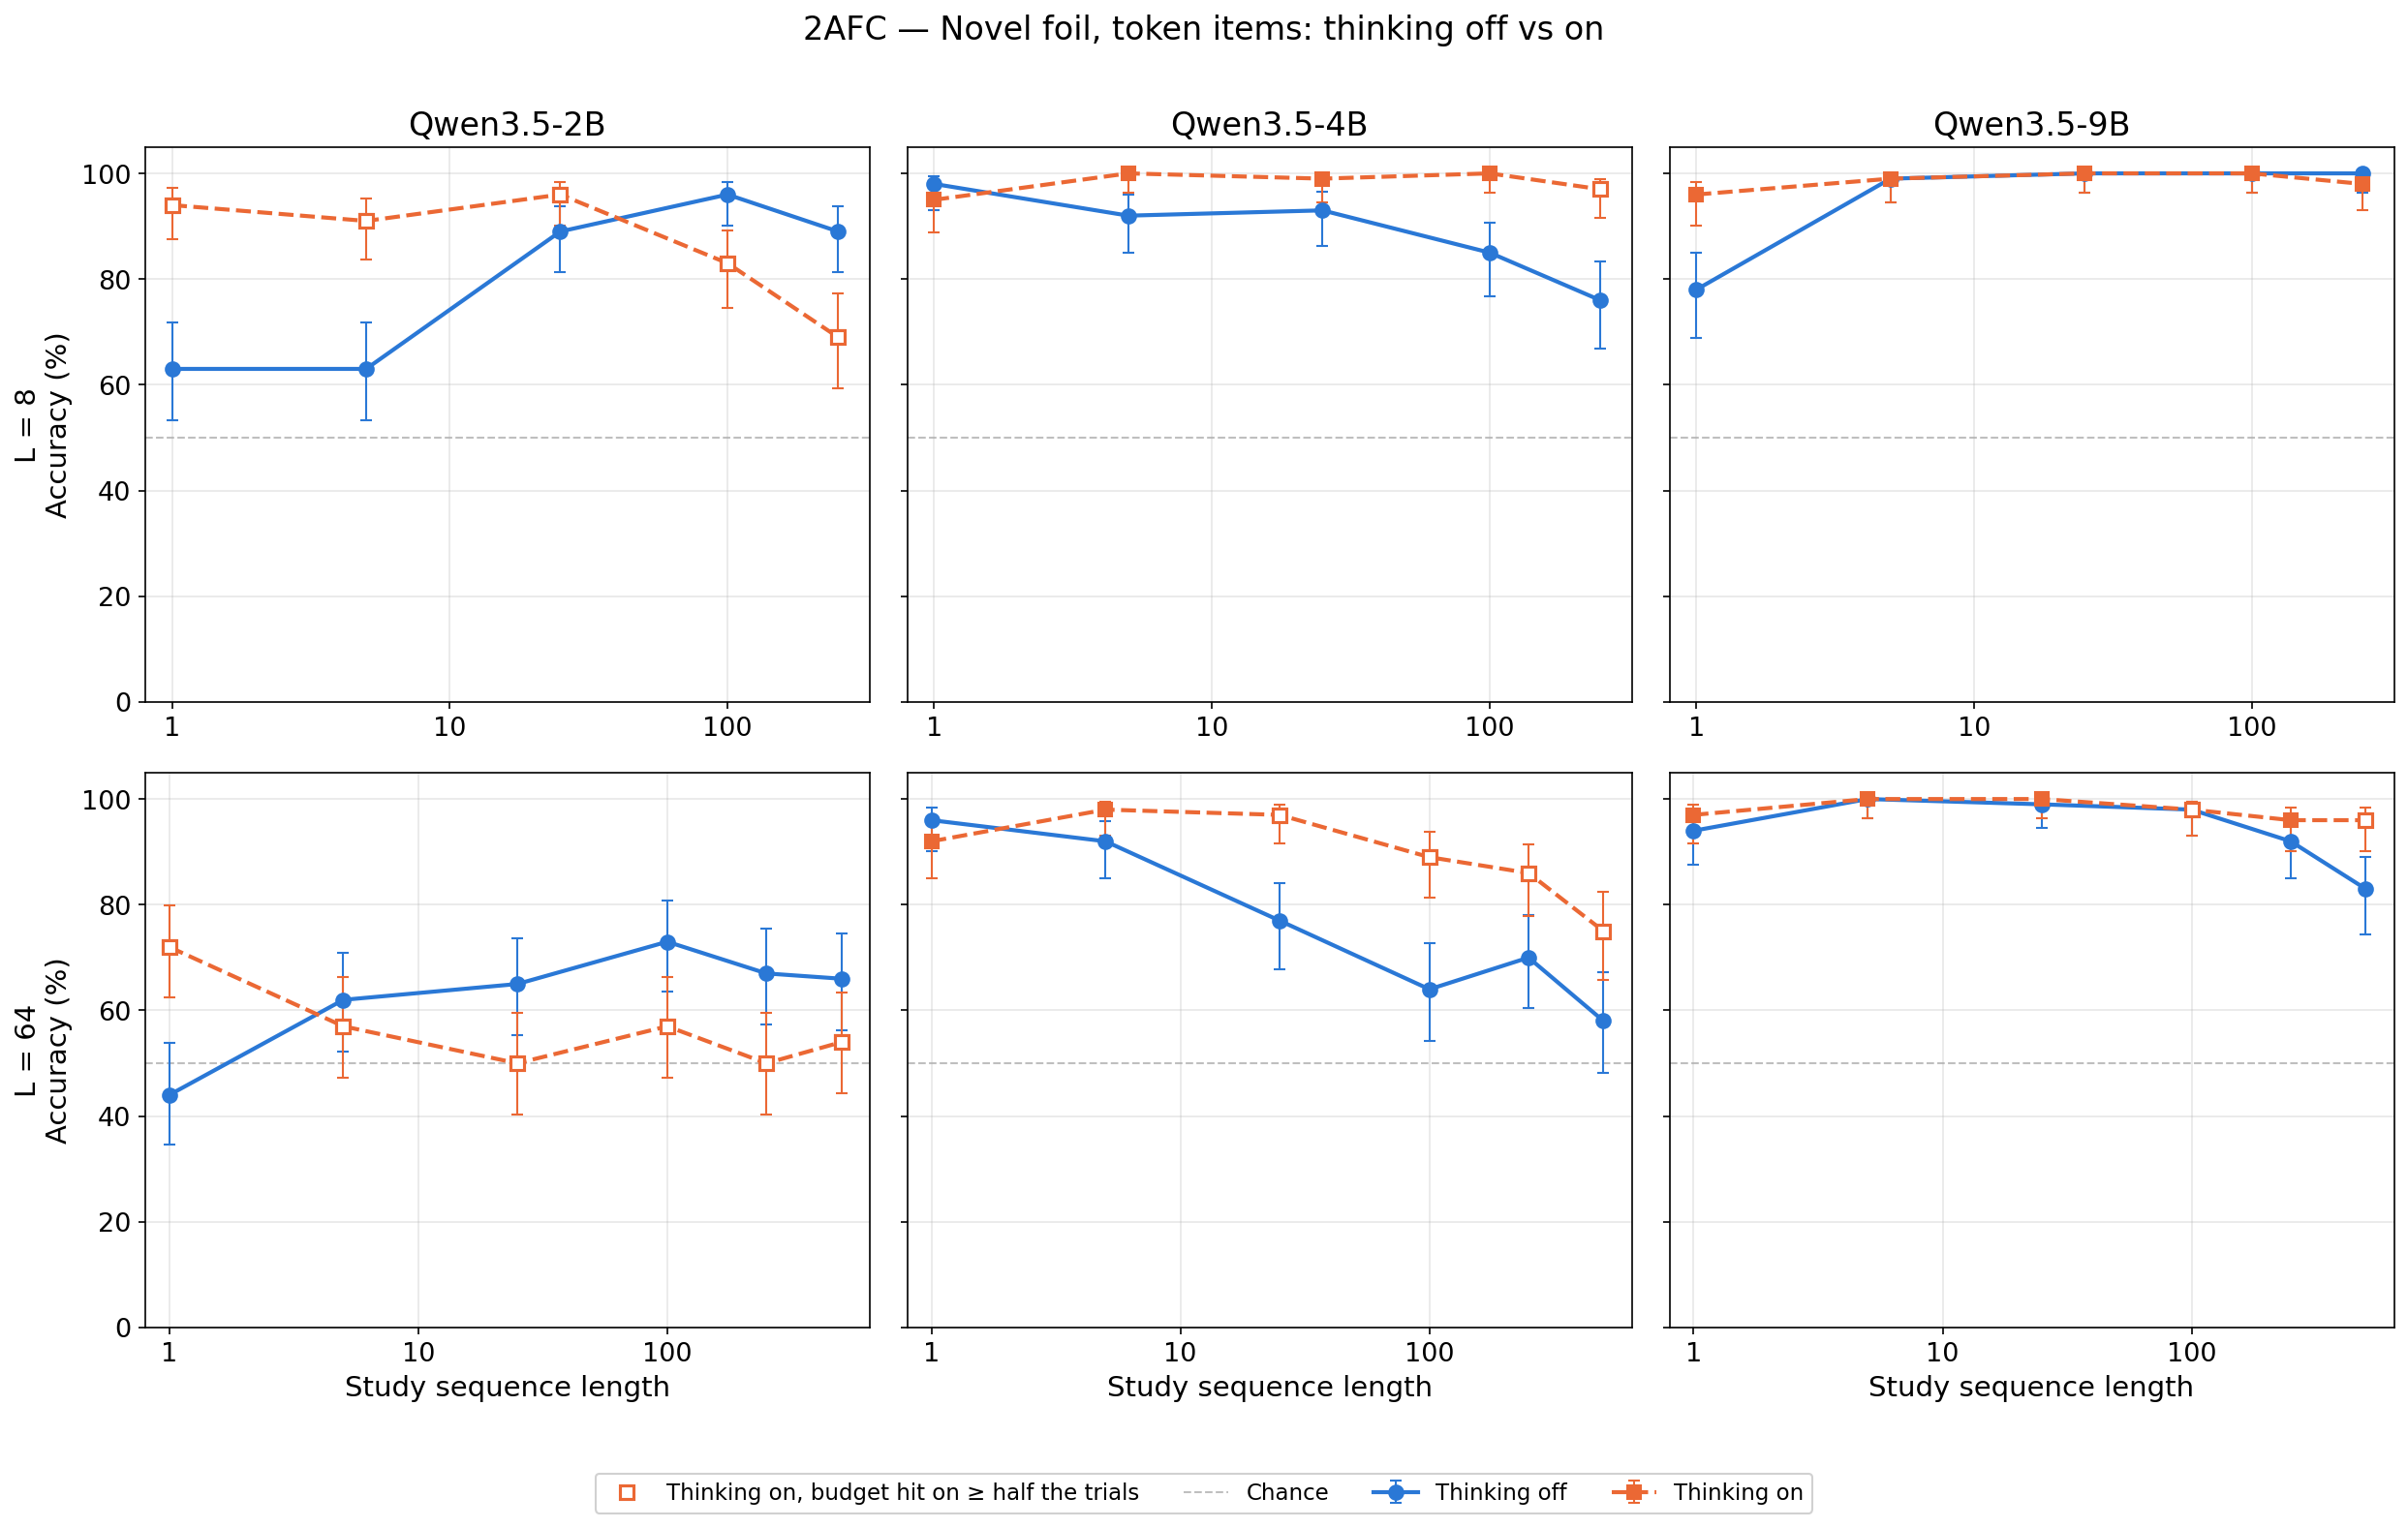 2AFC — Novel foil, token items: thinking off vs on
Qwen3.5-2B
Qwen3.5-4B
Qwen3.5-9B
L = 8
Accuracy (%)
100
80
60
40
20
0
1
10
100
1
10
100
1
10
100
L = 64
Accuracy (%)
100
80
60
40
20
0
1
10
100
1
10
100
1
10
100
Study sequence length
Study sequence length
Study sequence length
Thinking on, budget hit on ≥ half the trials
Chance
Thinking off
Thinking on